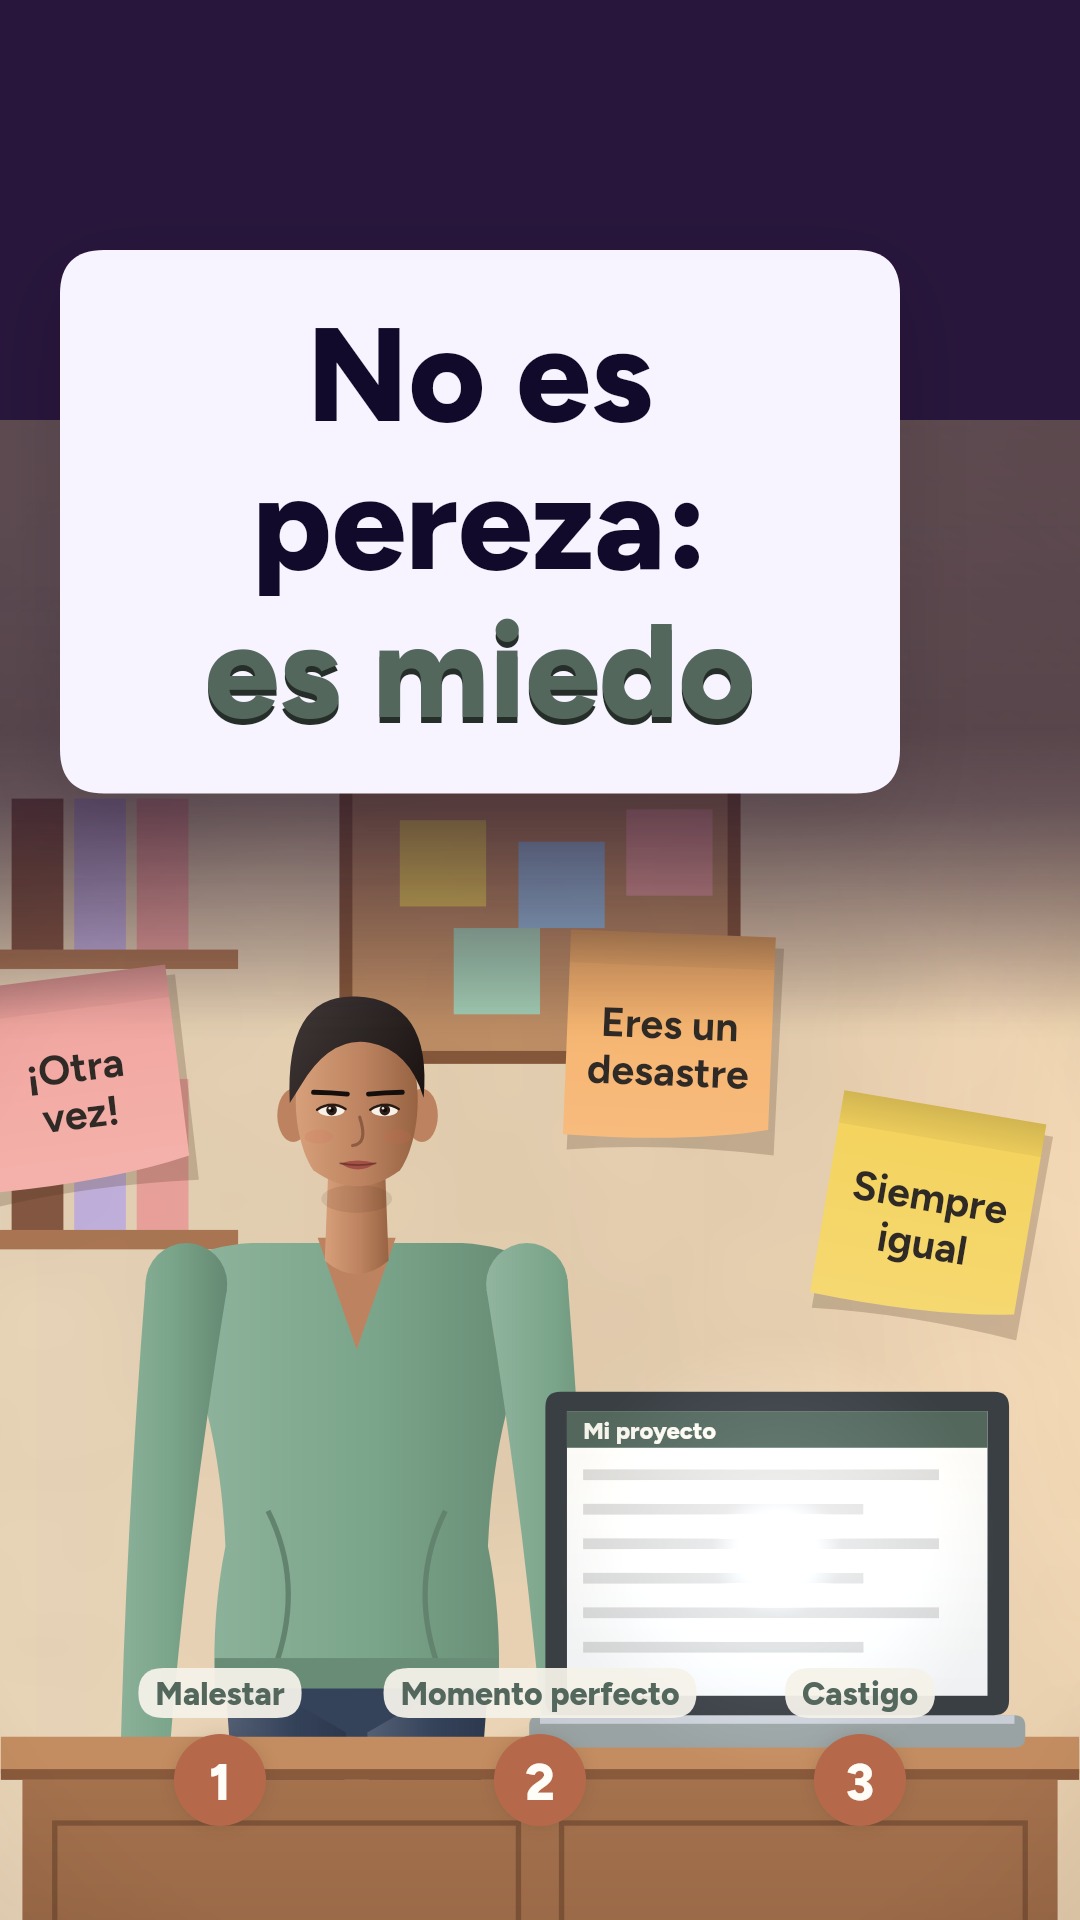 No es
pereza:
es miedo
¡Otra
vez!
Eres un
desastre
Siempre
igual
Mi proyecto
Malestar
Momento perfecto
Castigo
1
2
3